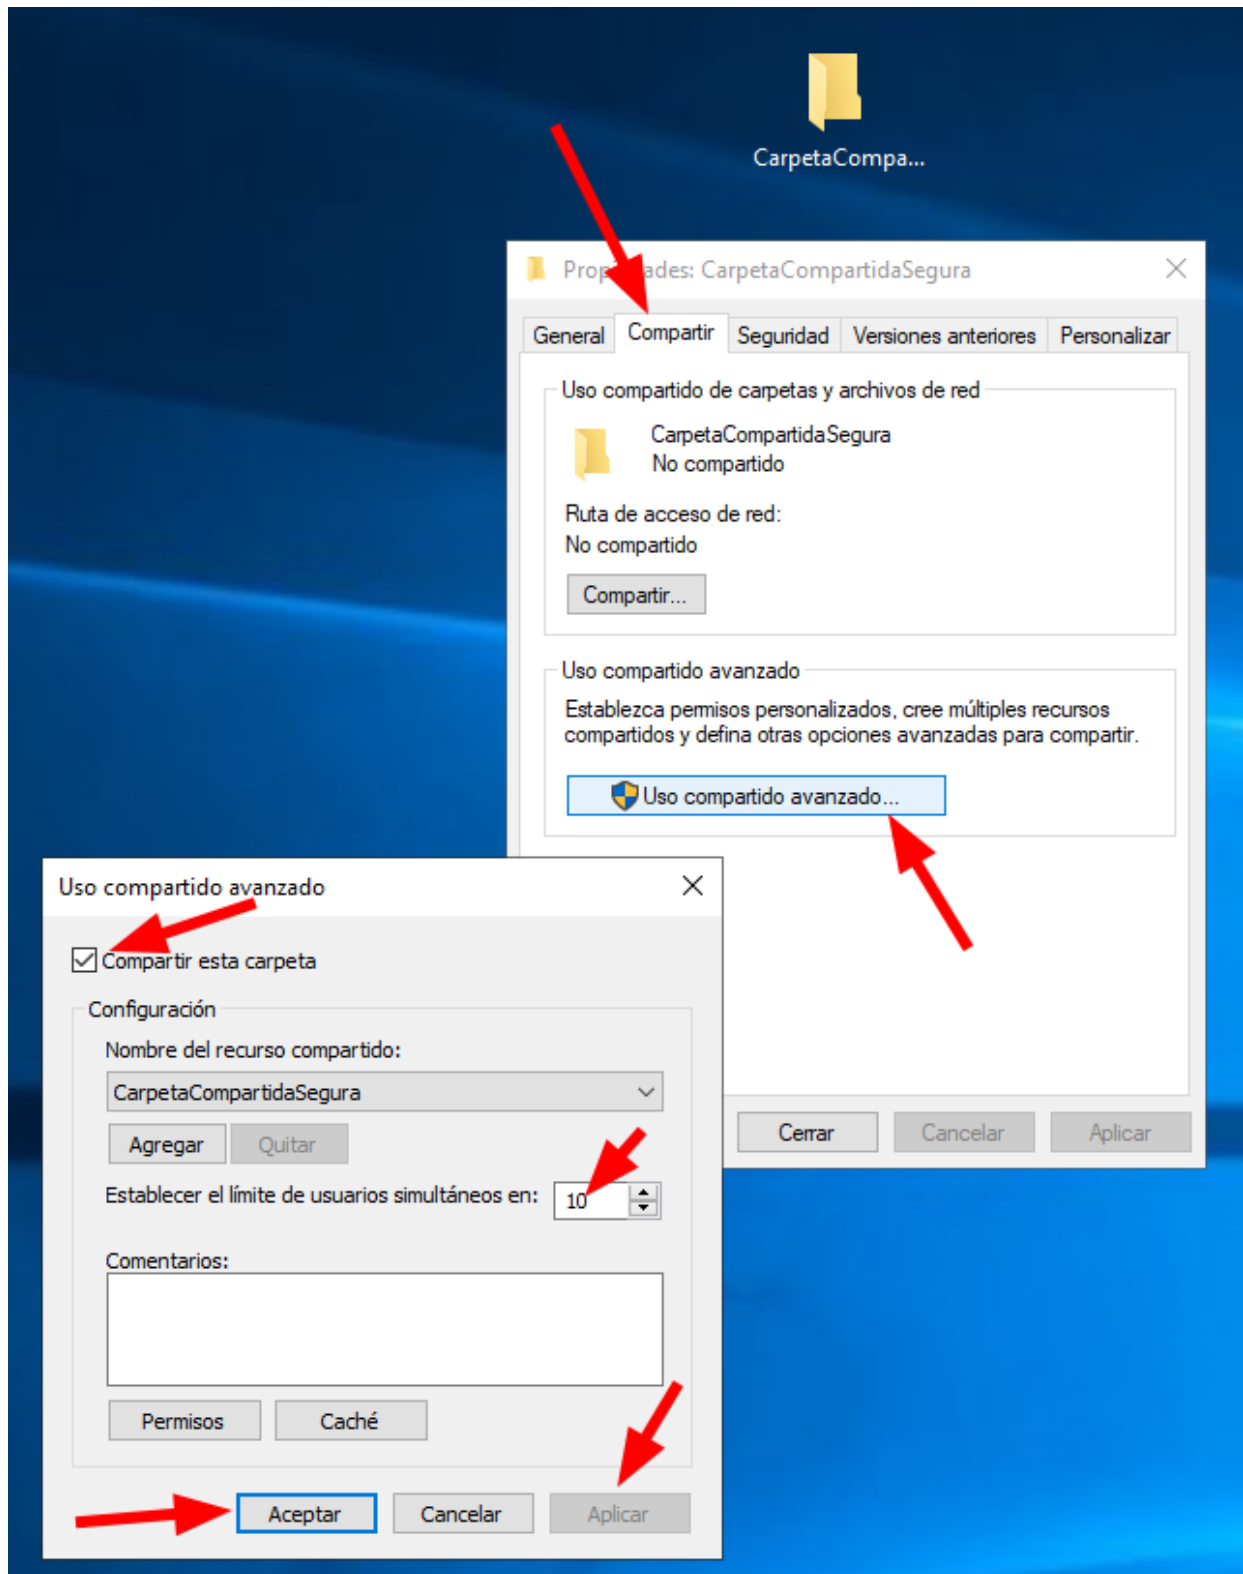 CarpetaCompa...
Propiedades: CarpetaCompartidaSegura
General Compartir Seguridad Versiones anteriores Personalizar
Uso compartido de carpetas y archivos de red
CarpetaCompartidaSegura
No compartido
Ruta de acceso de red:
No compartido
Compartir...
Uso compartido avanzado
Establezca permisos personalizados, cree múltiples recursos
compartidos y defina otras opciones avanzadas para compartir.
Uso compartido avanzado...
Cerrar Cancelar Aplicar
Uso compartido avanzado
Compartir esta carpeta
Configuración
Nombre del recurso compartido:
CarpetaCompartidaSegura
Agregar Quitar
Establecer el límite de usuarios simultáneos en: 10
Comentarios:
Permisos Caché
Aceptar Cancelar Aplicar